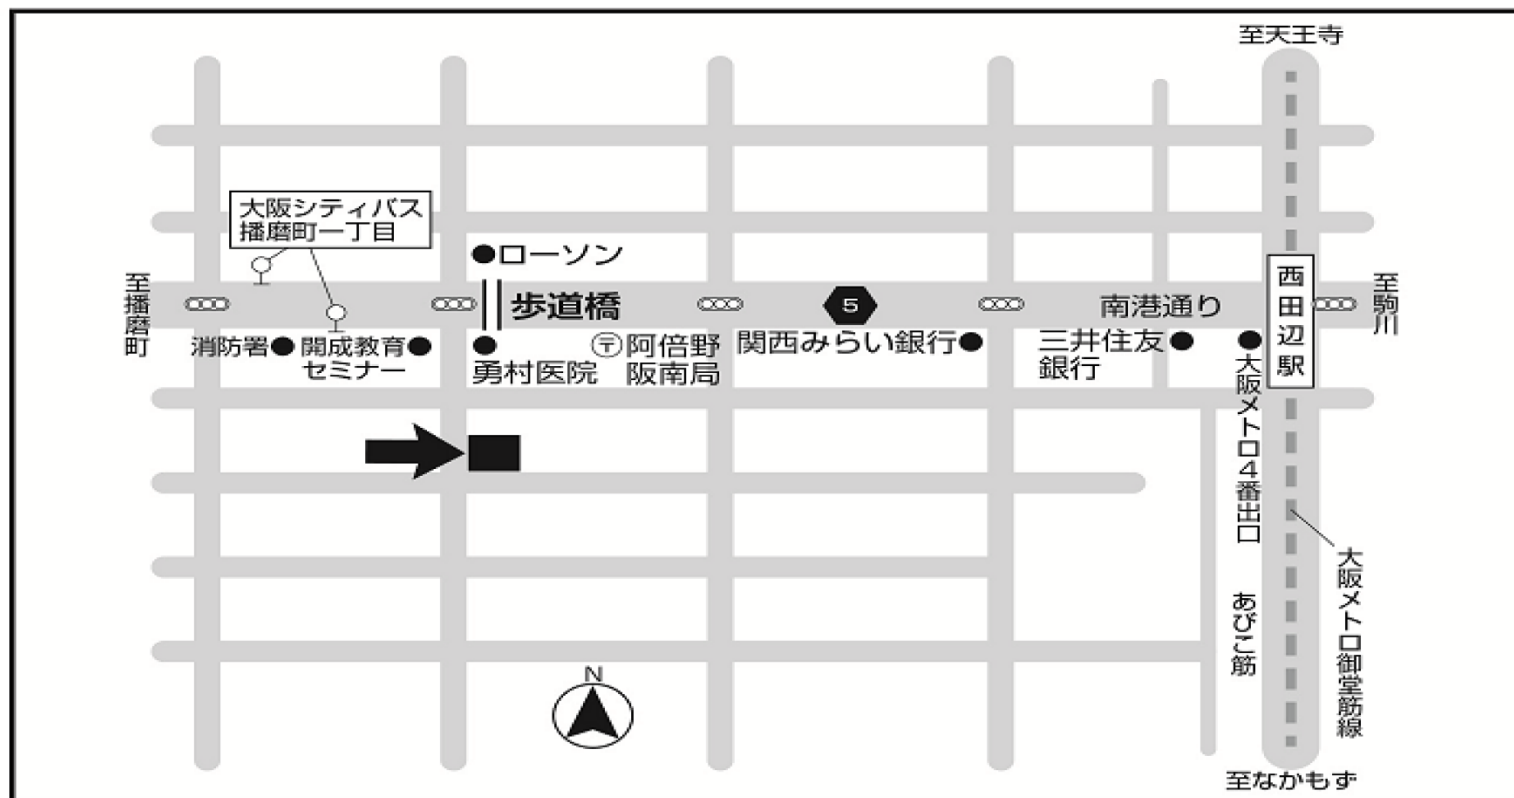 至天王寺
大阪シティバス
播磨町一丁目
ローソン
至播磨町
歩道橋
5
南港通り
西田辺駅
至駒川
消防署
開成教育
セミナー
勇村医院
〒阿倍野
阪南局
関西みらい銀行
三井住友
銀行
大阪メトロ4番出口
あびこ筋
大阪メトロ御堂筋線
N
至なかもず